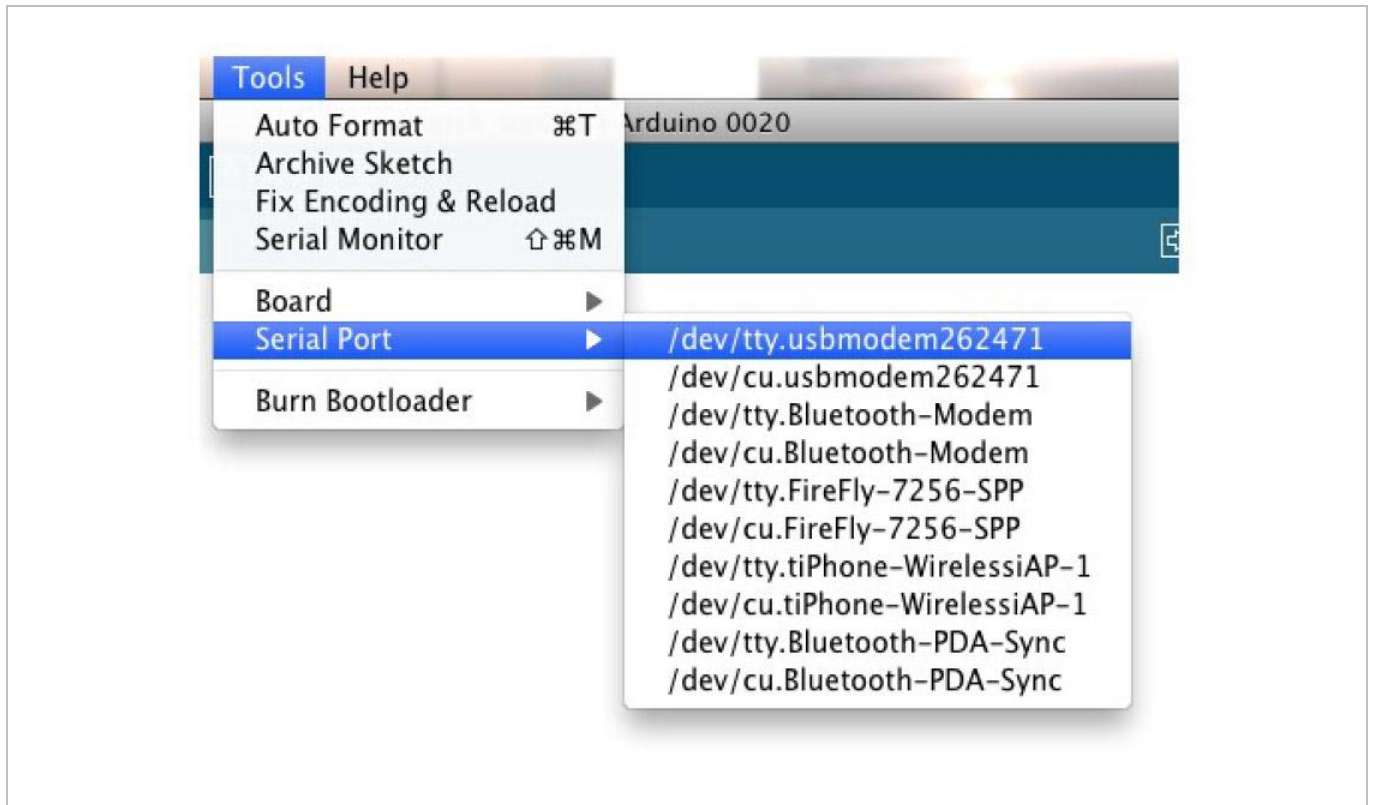 Tools Help
Auto Format ⌘T
Arduino 0020
Archive Sketch
Fix Encoding & Reload
Serial Monitor ⇧⌘M
Board
Serial Port
Burn Bootloader
/dev/tty.usbmodem262471
/dev/cu.usbmodem262471
/dev/tty.Bluetooth-Modem
/dev/cu.Bluetooth-Modem
/dev/tty.FireFly-7256-SPP
/dev/cu.FireFly-7256-SPP
/dev/tty.tiPhone-WirelessiAP-1
/dev/cu.tiPhone-WirelessiAP-1
/dev/tty.Bluetooth-PDA-Sync
/dev/cu.Bluetooth-PDA-Sync